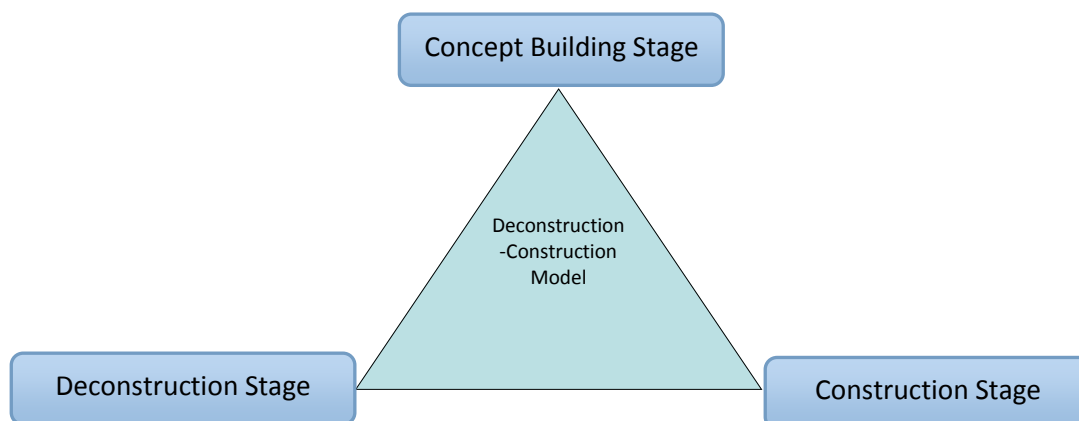 Concept Building Stage
Deconstruction
-Construction
Model
Deconstruction Stage
Construction Stage